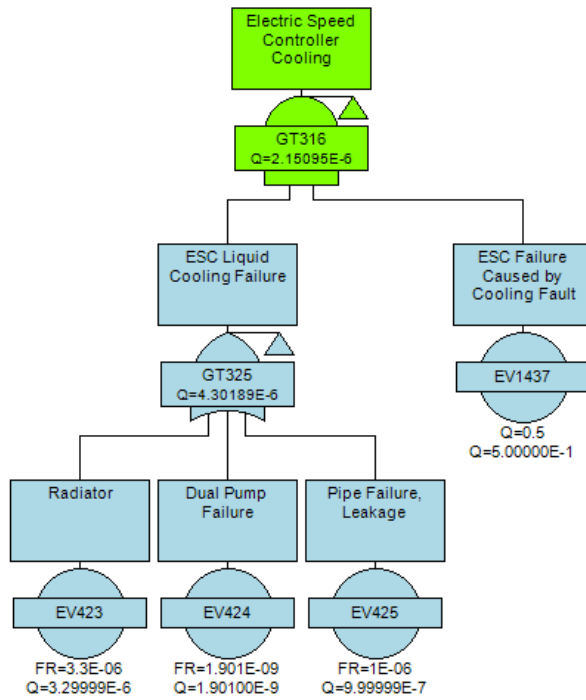 Electric Speed
Controller
Cooling
GT316
Q=2.15095E-6
ESC Liquid
Cooling Failure
ESC Failure
Caused by
Cooling Fault
GT325
Q=4.30189E-6
EV1437
Q=0.5
Q=5.00000E-1
Radiator
Dual Pump
Failure
Pipe Failure,
Leakage
EV423
EV424
EV425
FR=3.3E-06
Q=3.29999E-6
FR=1.901E-09
Q=1.90100E-9
FR=1E-06
Q=9.99999E-7